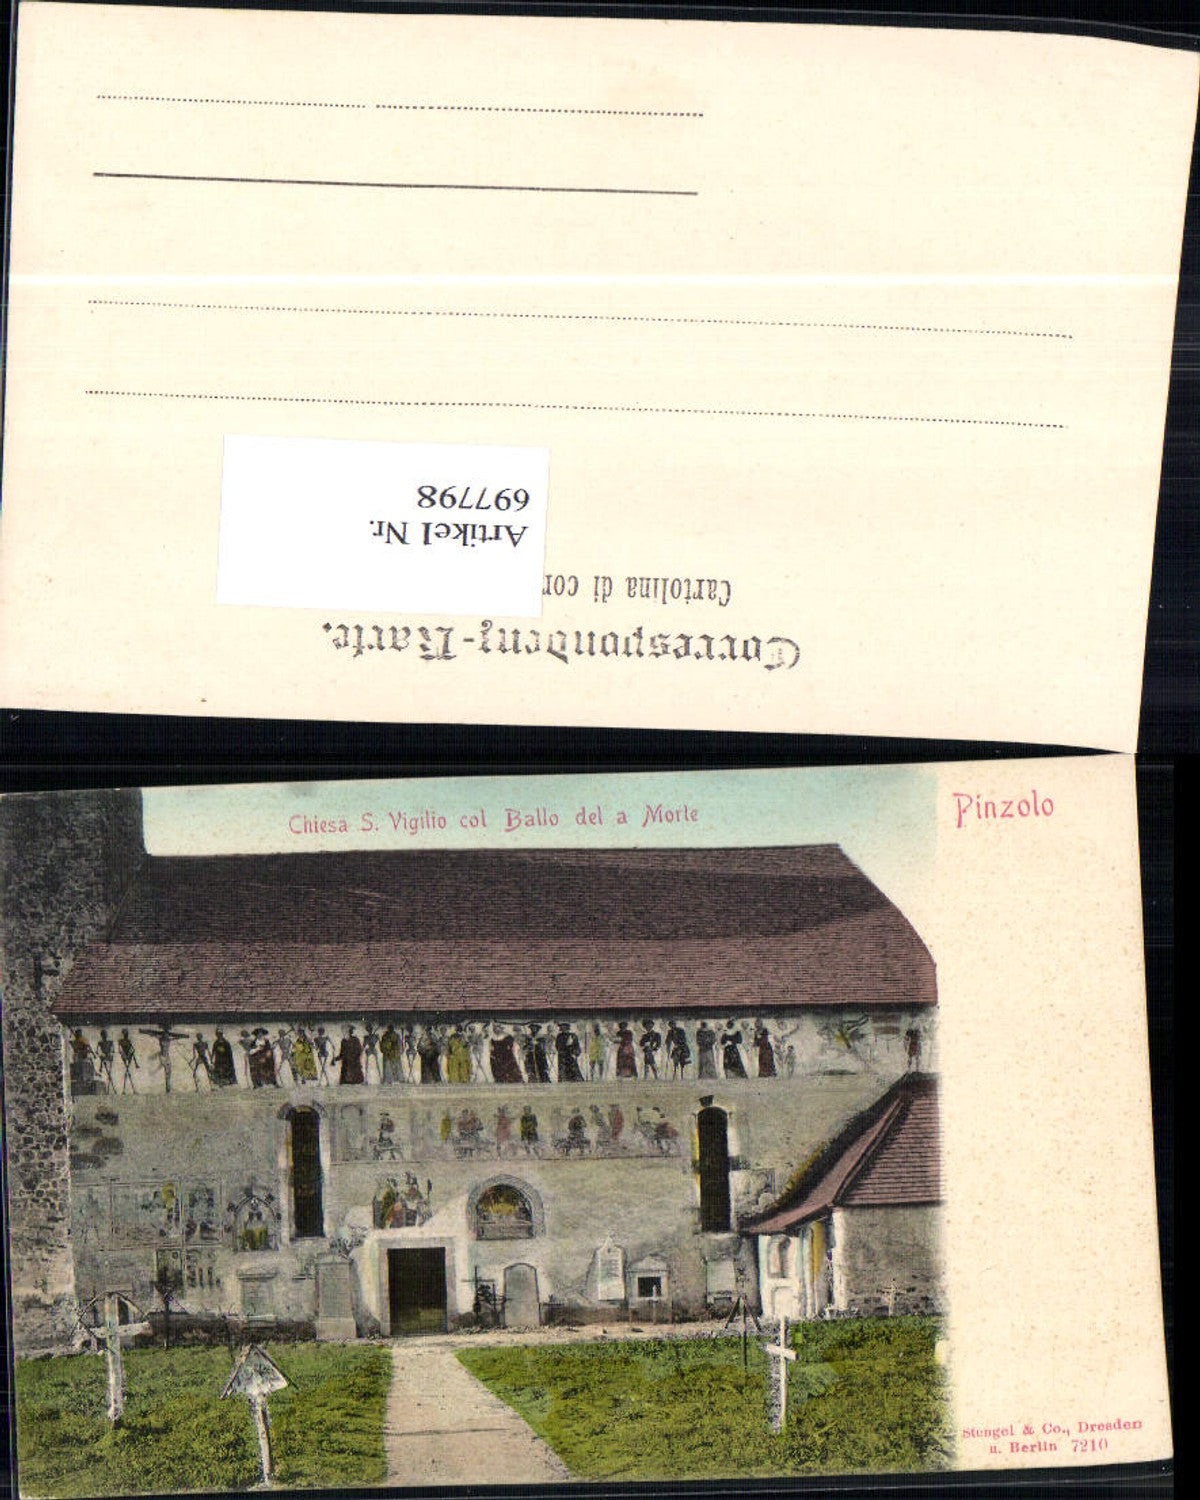 Correspondenz-Karte.
Cartolina di cor
Artikel Nr.
697798
Chiesa S. Vigilio col Ballo del a Morte
Pinzolo
Stengel & Co., Dresden
u. Berlin 7210